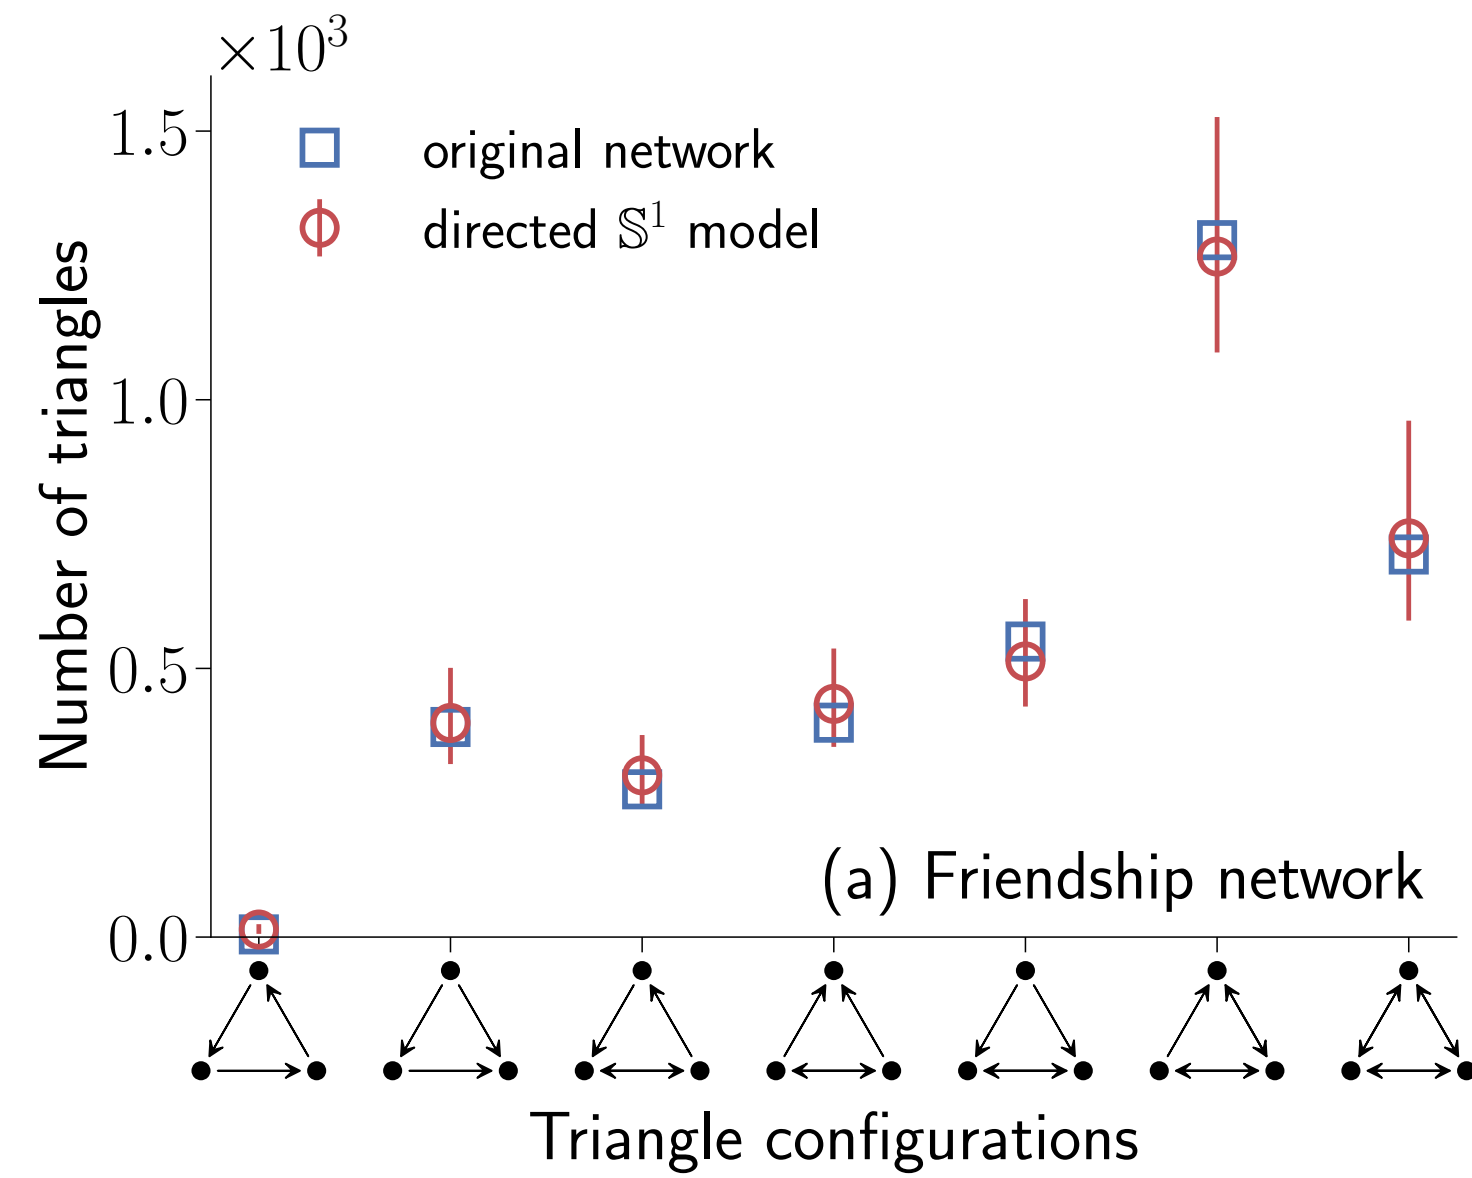 ×10³
1.5
1.0
0.5
0.0
Number of triangles
original network
directed 𝕊¹ model
(a) Friendship network
Triangle configurations